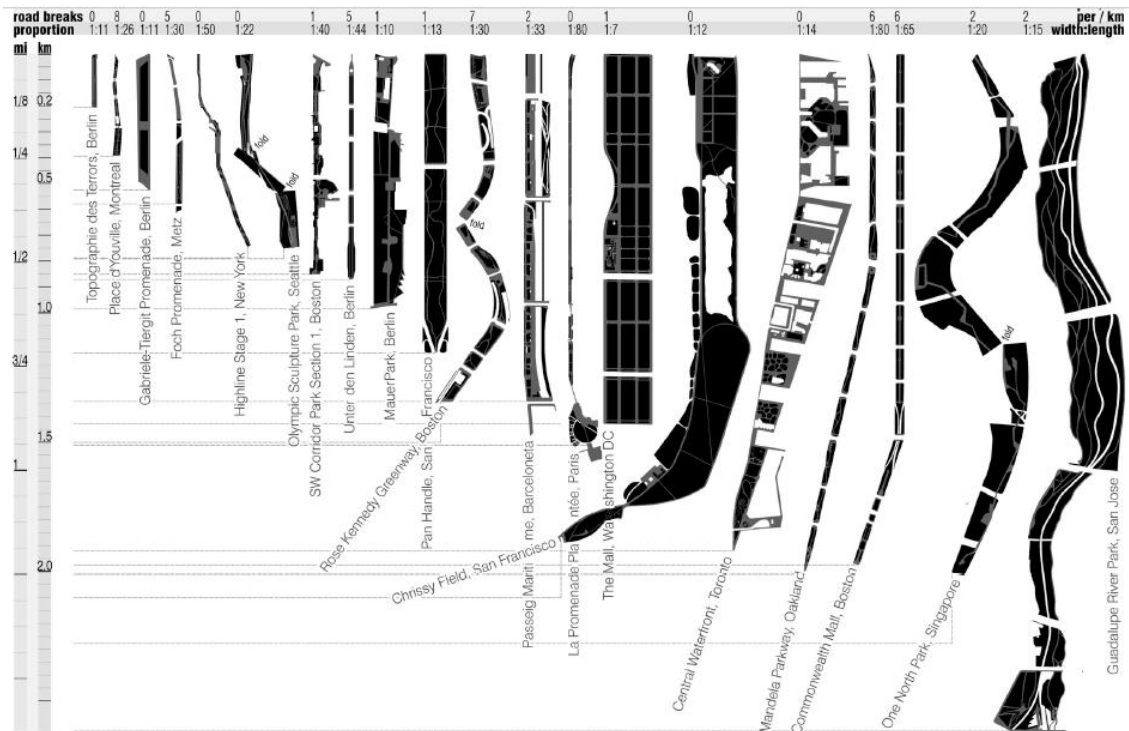 road breaks 0 8 0 5 0 0 1 5 1 1 7 2 0 1 0 0 6 6 2 2 per / km
proportion 1:11 1:26 1:11 1:30 1:50 1:22 1:40 1:44 1:10 1:13 1:30 1:33 1:80 1:7 1:12 1:14 1:80 1:65 1:20 1:15 width:length
mi km
1/8 0.2
1/4
0.5
1/2
1.0
3/4
1.5
1
2.0
fold
fold
fold
fold
Topographie des Terrors, Berlin
Place d'Youville, Montreal
Gabriele-Tiergit Promenade, Berlin
Foch Promenade, Metz
Highline Stage 1, New York
Olympic Sculpture Park, Seattle
SW Corridor Park Section 1, Boston
Unter den Linden, Berlin
MauerPark, Berlin
Rose Kennedy Greenway, Boston
Pan Handle, San Francisco
Chrissy Field, San Francisco
Passeig Mariti me, Barceloneta
La Promenade Pla ntée, Paris
The Mall, Wa shington DC
Central Waterfront, Toronto
Mandela Parkway, Oakland
Commonwealth Mall, Boston
One North Park, Singapore
Guadalupe River Park, San Jose